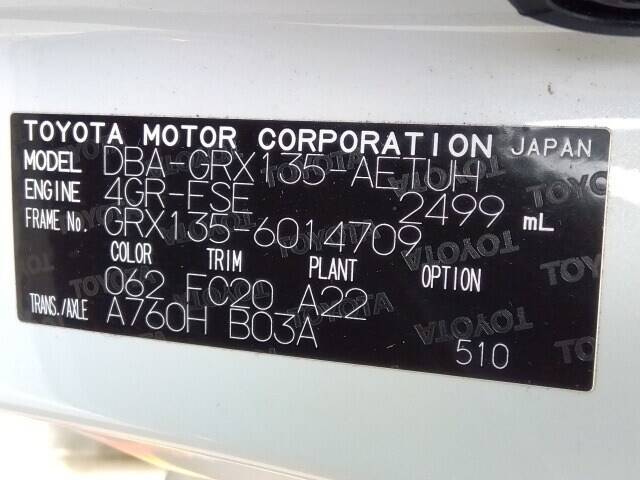 TOYOTA MOTOR CORPORATION JAPAN
MODEL DBA-GRX135-AETUH
ENGINE 4GR-FSE 2499 mL
FRAME No. GRX135-6014709
COLOR TRIM PLANT OPTION
062 FC20 A22
TRANS./AXLE A760H B03A
510